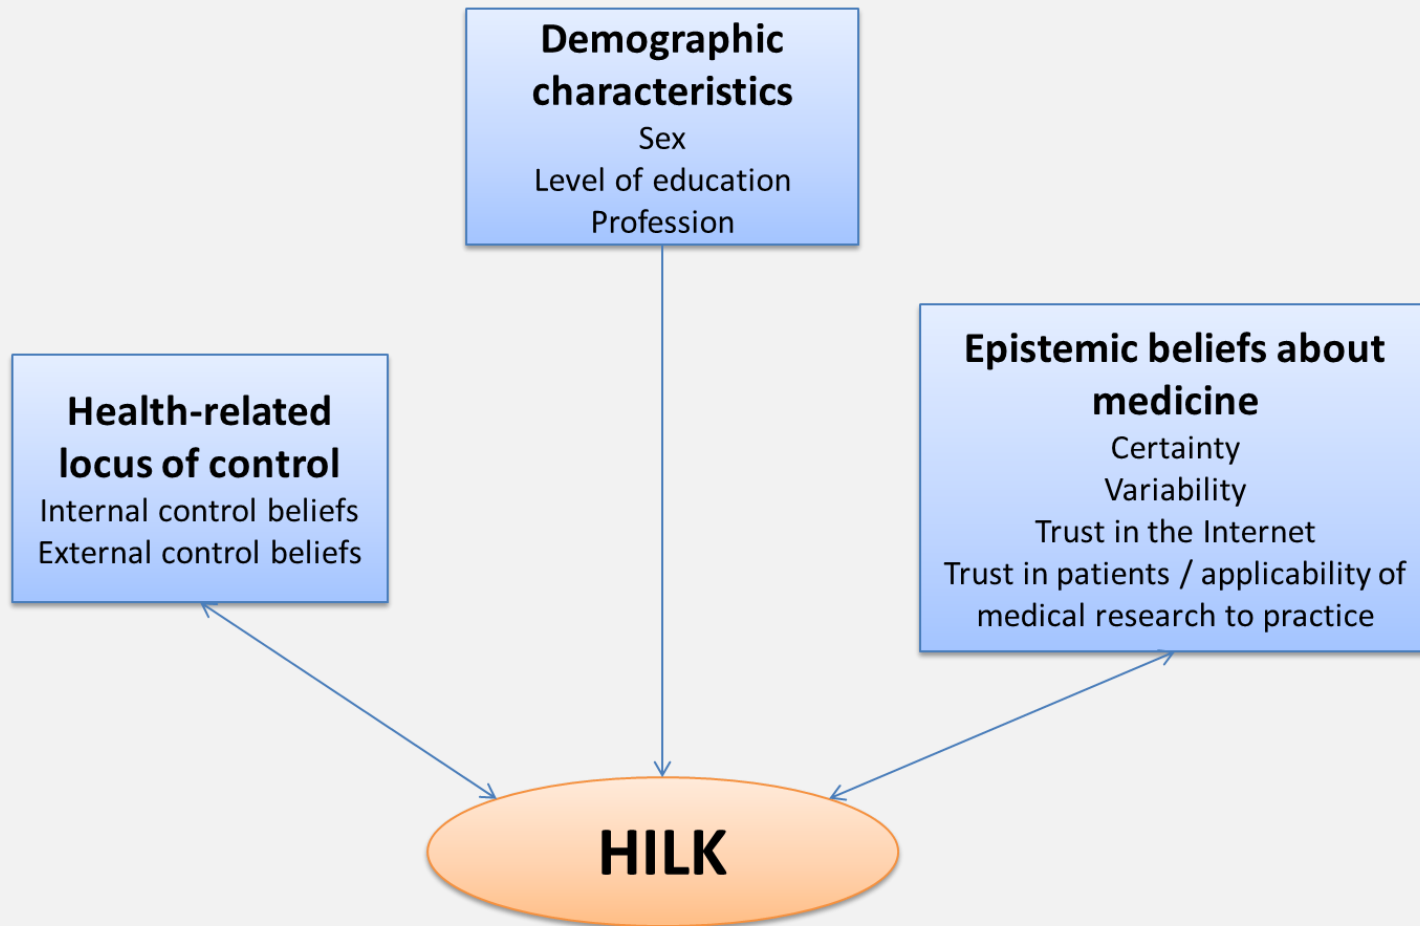 Demographic
characteristics
Sex
Level of education
Profession
Health-related
locus of control
Internal control beliefs
External control beliefs
Epistemic beliefs about
medicine
Certainty
Variability
Trust in the Internet
Trust in patients / applicability of
medical research to practice
HILK